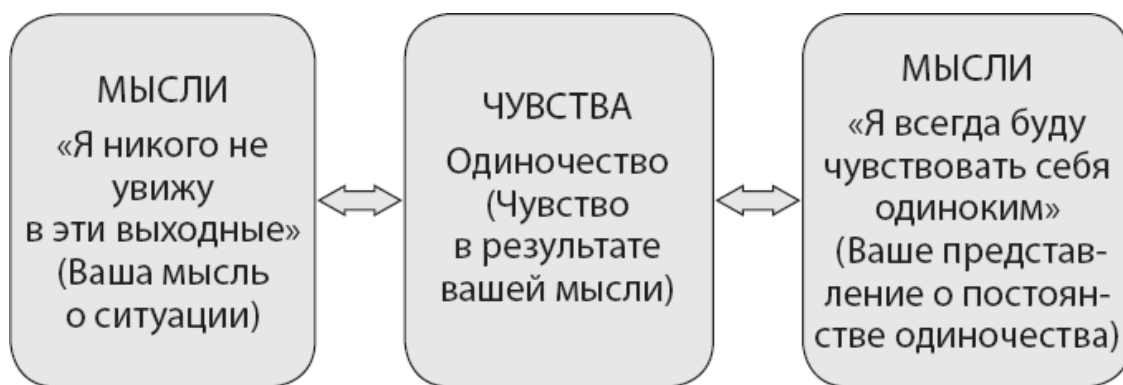 МЫСЛИ
«Я никого не
увижу
в эти выходные»
(Ваша мысль
о ситуации)
ЧУВСТВА
Одиночество
(Чувство
в результате
вашей мысли)
МЫСЛИ
«Я всегда буду
чувствовать себя
одиноким»
(Ваше представ-
ление о постоян-
стве одиночества)